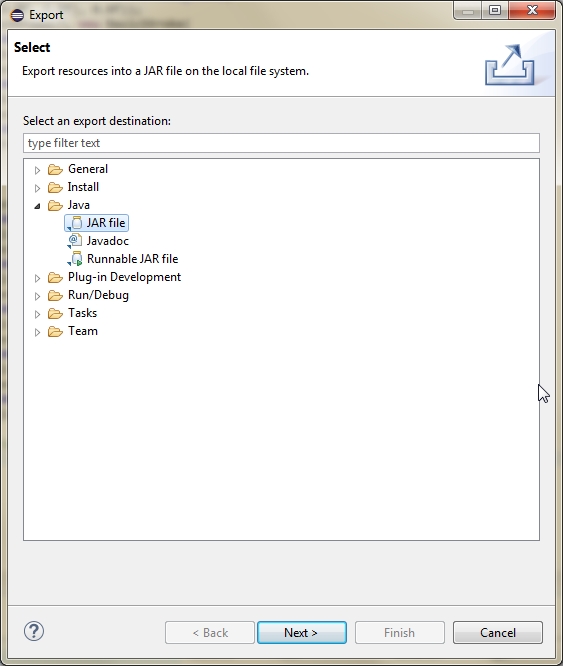 Export
Select
Export resources into a JAR file on the local file system.
Select an export destination:
type filter text
General
Install
Java
JAR file
Javadoc
Runnable JAR file
Plug-in Development
Run/Debug
Tasks
Team
< Back Next > Finish Cancel